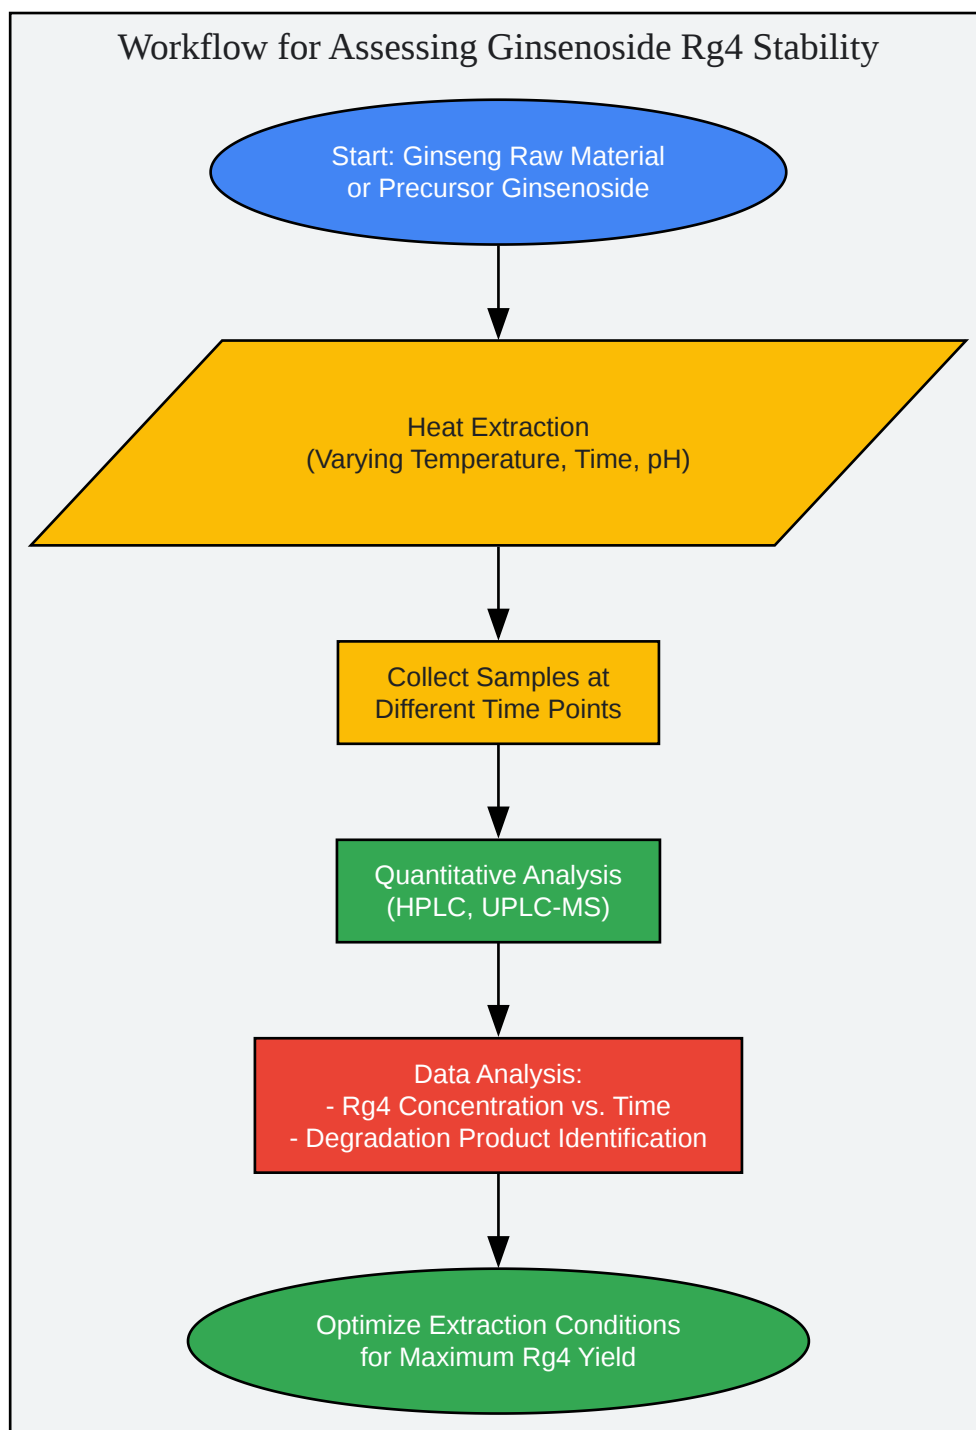 Workflow for Assessing Ginsenoside Rg4 Stability
Start: Ginseng Raw Material
or Precursor Ginsenoside
Heat Extraction
(Varying Temperature, Time, pH)
Collect Samples at
Different Time Points
Quantitative Analysis
(HPLC, UPLC-MS)
Data Analysis:
- Rg4 Concentration vs. Time
- Degradation Product Identification
Optimize Extraction Conditions
for Maximum Rg4 Yield